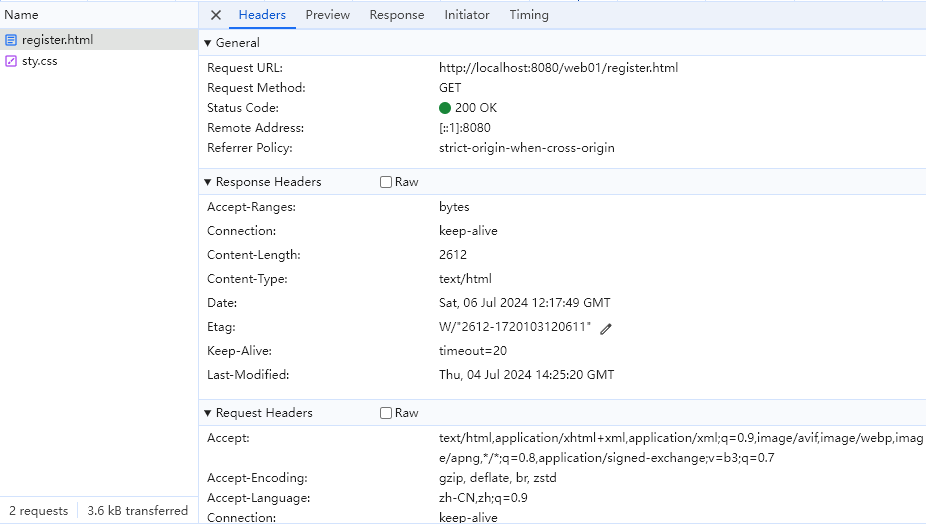 Name
register.html
sty.css
2 requests
3.6 kB transferred
Headers Preview Response Initiator Timing
General
Request URL: http://localhost:8080/web01/register.html
Request Method: GET
Status Code: 200 OK
Remote Address: [::1]:8080
Referrer Policy: strict-origin-when-cross-origin
Response Headers Raw
Accept-Ranges: bytes
Connection: keep-alive
Content-Length: 2612
Content-Type: text/html
Date: Sat, 06 Jul 2024 12:17:49 GMT
Etag: W/"2612-1720103120611"
Keep-Alive: timeout=20
Last-Modified: Thu, 04 Jul 2024 14:25:20 GMT
Request Headers Raw
Accept: text/html,application/xhtml+xml,application/xml;q=0.9,image/avif,image/webp,imag
e/apng,*/*;q=0.8,application/signed-exchange;v=b3;q=0.7
Accept-Encoding: gzip, deflate, br, zstd
Accept-Language: zh-CN,zh;q=0.9
Connection: keep-alive